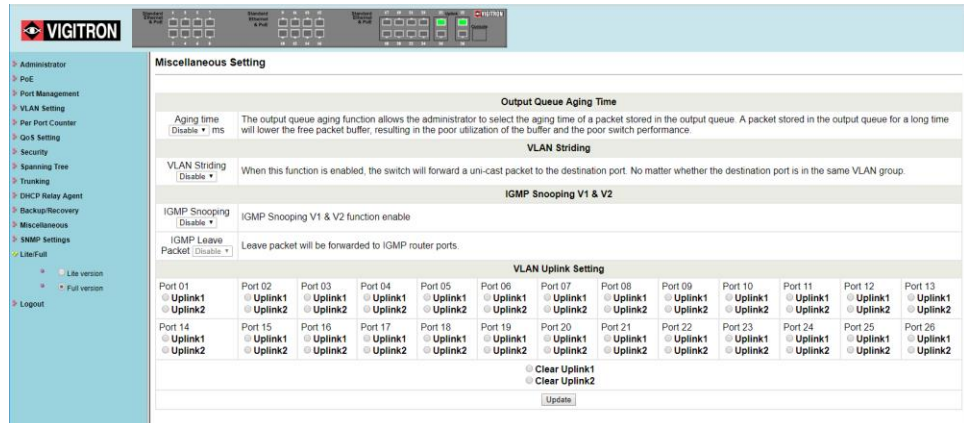 VIGITRON
Standard Ethernet & PoE
Standard Ethernet & PoE
Standard Ethernet & PoE
Uplink
VIGITRON
Console
Administrator
PoE
Port Management
VLAN Setting
Per Port Counter
QoS Setting
Security
Spanning Tree
Trunking
DHCP Relay Agent
Backup/Recovery
Miscellaneous
SNMP Settings
Lite/Full
Lite version
Full version
Logout
Miscellaneous Setting
Output Queue Aging Time
Aging time
Disable ms
The output queue aging function allows the administrator to select the aging time of a packet stored in the output queue. A packet stored in the output queue for a long time
will lower the free packet buffer, resulting in the poor utilization of the buffer and the poor switch performance.
VLAN Striding
VLAN Striding
Disable
When this function is enabled, the switch will forward a uni-cast packet to the destination port. No matter whether the destination port is in the same VLAN group.
IGMP Snooping V1 & V2
IGMP Snooping
Disable
IGMP Snooping V1 & V2 function enable
IGMP Leave
Packet Disable
Leave packet will be forwarded to IGMP router ports.
VLAN Uplink Setting
Port 01 Port 02 Port 03 Port 04 Port 05 Port 06 Port 07 Port 08 Port 09 Port 10 Port 11 Port 12 Port 13
Uplink1 Uplink1 Uplink1 Uplink1 Uplink1 Uplink1 Uplink1 Uplink1 Uplink1 Uplink1 Uplink1 Uplink1 Uplink1
Uplink2 Uplink2 Uplink2 Uplink2 Uplink2 Uplink2 Uplink2 Uplink2 Uplink2 Uplink2 Uplink2 Uplink2 Uplink2
Port 14 Port 15 Port 16 Port 17 Port 18 Port 19 Port 20 Port 21 Port 22 Port 23 Port 24 Port 25 Port 26
Uplink1 Uplink1 Uplink1 Uplink1 Uplink1 Uplink1 Uplink1 Uplink1 Uplink1 Uplink1 Uplink1 Uplink1 Uplink1
Uplink2 Uplink2 Uplink2 Uplink2 Uplink2 Uplink2 Uplink2 Uplink2 Uplink2 Uplink2 Uplink2 Uplink2 Uplink2
Clear Uplink1
Clear Uplink2
Update